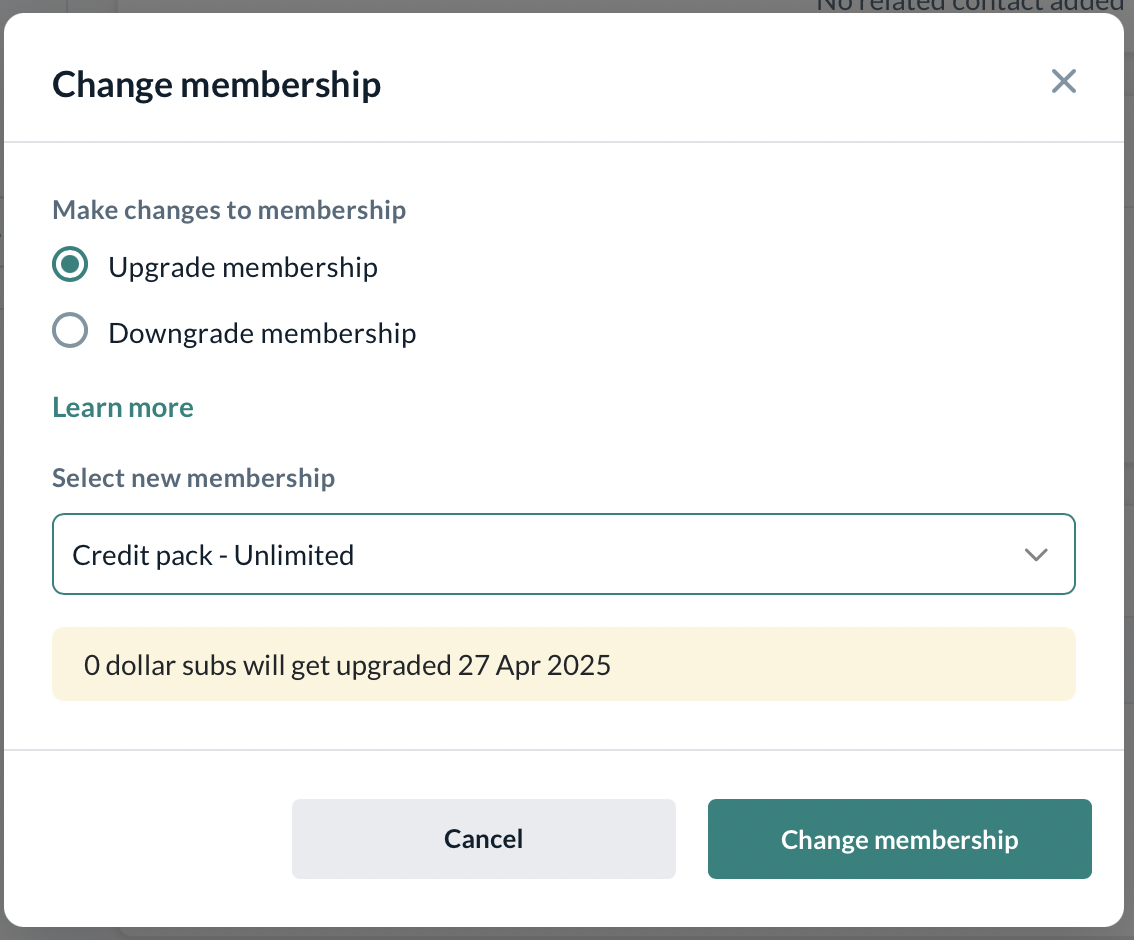 No related contact added
Change membership
Make changes to membership
Upgrade membership
Downgrade membership
Learn more
Select new membership
Credit pack - Unlimited
0 dollar subs will get upgraded 27 Apr 2025
Cancel
Change membership